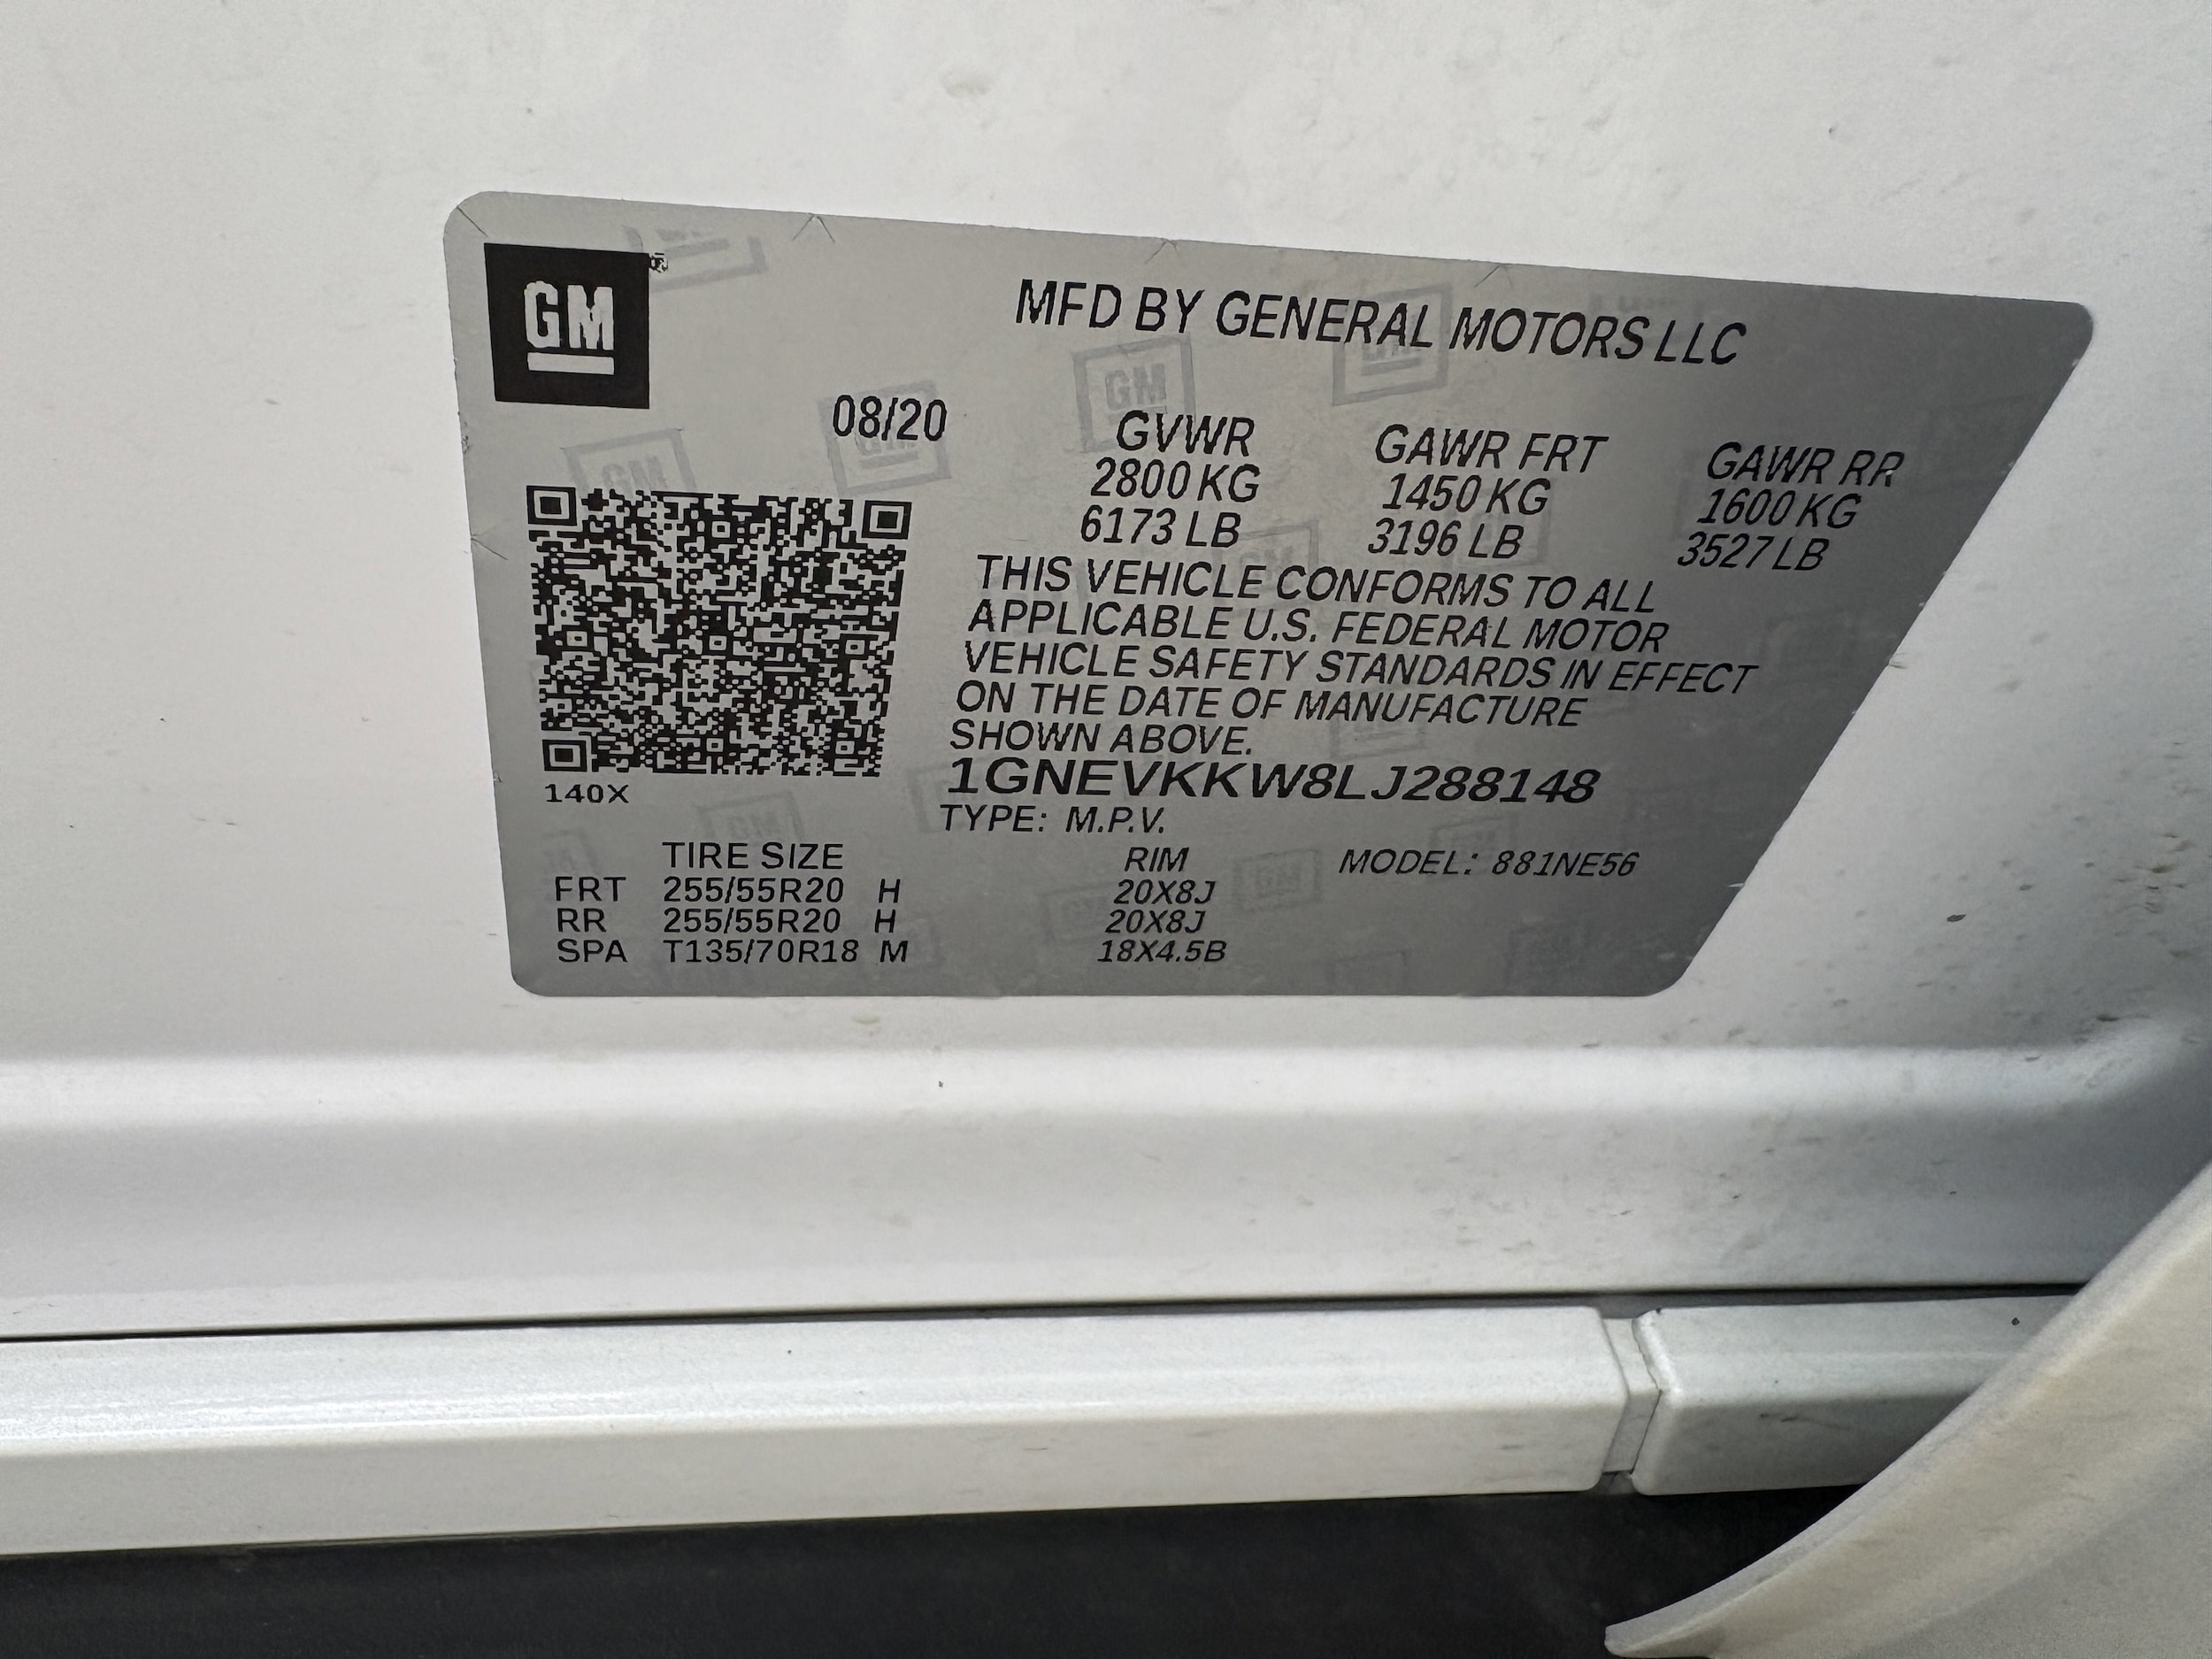 GM
MFD BY GENERAL MOTORS LLC
08/20
GVWR GAWR FRT GAWR RR
2800 KG 1450 KG 1600 KG
6173 LB 3196 LB 3527 LB
THIS VEHICLE CONFORMS TO ALL
APPLICABLE U.S. FEDERAL MOTOR
VEHICLE SAFETY STANDARDS IN EFFECT
ON THE DATE OF MANUFACTURE
SHOWN ABOVE.
1GNEVKKW8LJ288148
140X
TYPE: M.P.V.
TIRE SIZE RIM MODEL: 881NE56
FRT 255/55R20 H 20X8J
RR 255/55R20 H 20X8J
SPA T135/70R18 M 18X4.5B